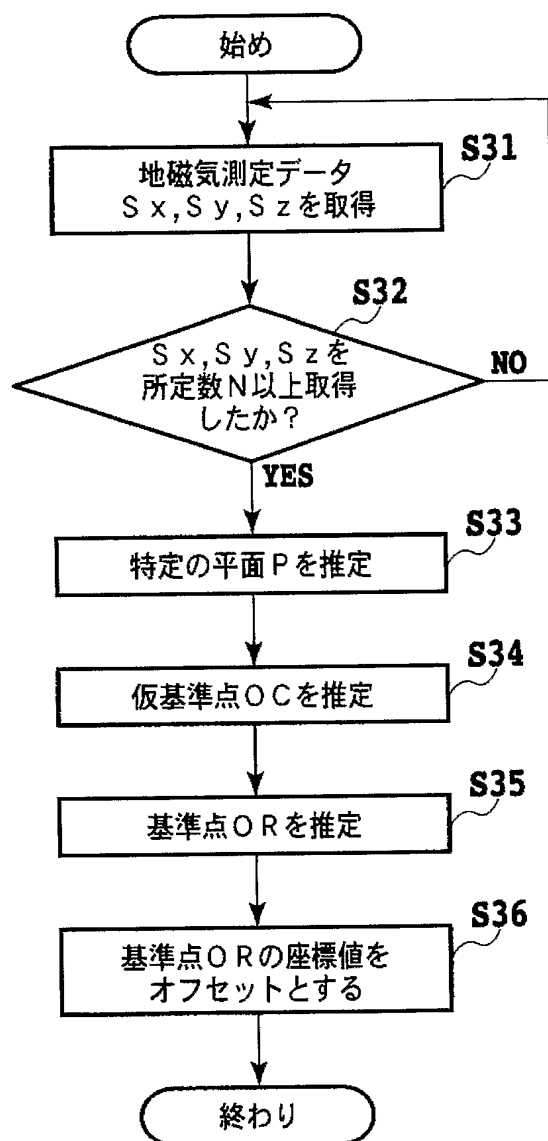 始め
S31
地磁気測定データ
Sx,Sy,Szを取得
S32
Sx,Sy,Szを
所定数N以上取得
したか?
NO
YES
S33
特定の平面Pを推定
S34
仮基準点OCを推定
S35
基準点ORを推定
S36
基準点ORの座標値を
オフセットとする
終わり